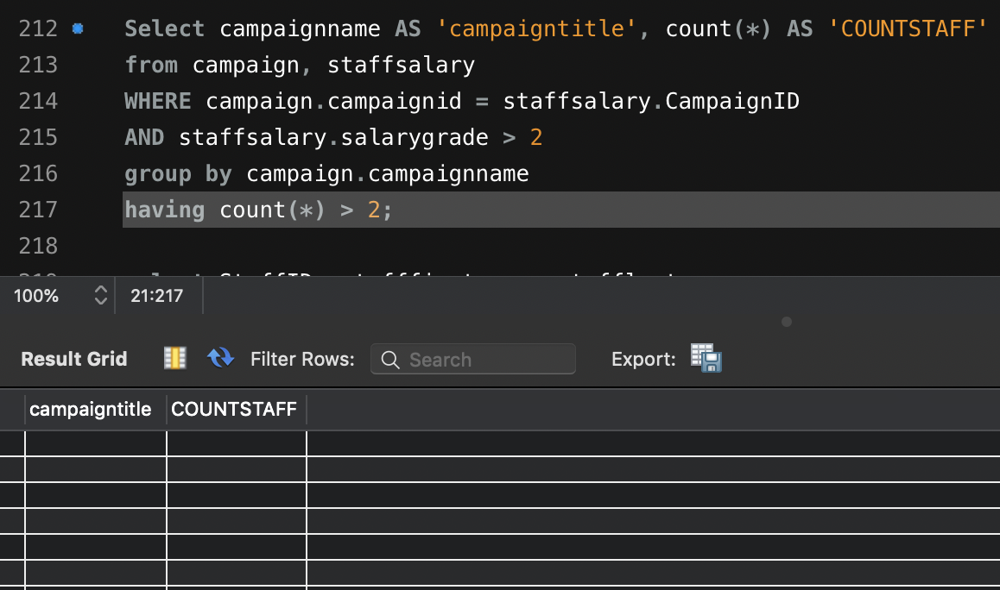 212 Select campaignname AS 'campaigntitle', count(*) AS 'COUNTSTAFF'
213 from campaign, staffsalary
214 WHERE campaign.campaignid = staffsalary.CampaignID
215 AND staffsalary.salarygrade > 2
216 group by campaign.campaignname
217 having count(*) > 2;
218
100% 21:217
Result Grid Filter Rows: Search Export:
campaigntitle COUNTSTAFF